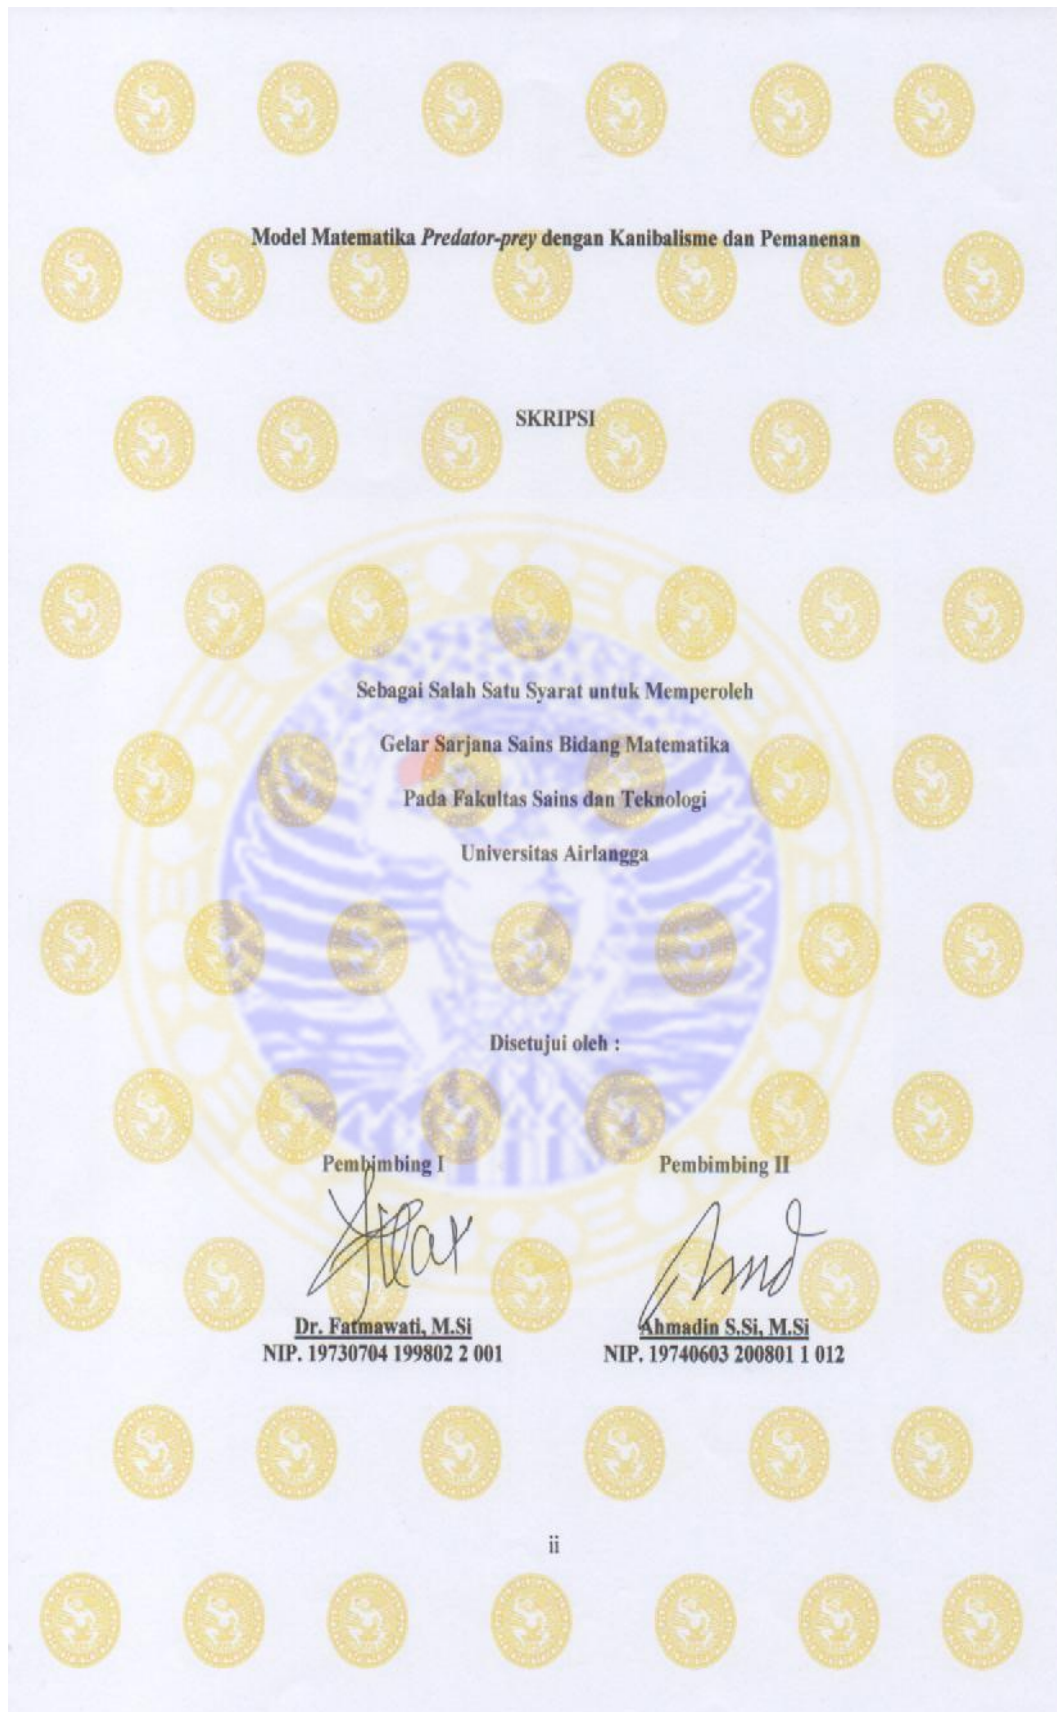 Model Matematika Predator-prey dengan Kanibalisme dan Pemanenan
SKRIPSI
Sebagai Salah Satu Syarat untuk Memperoleh
Gelar Sarjana Sains Bidang Matematika
Pada Fakultas Sains dan Teknologi
Universitas Airlangga
Disetujui oleh :
Pembimbing I
Pembimbing II
Dr. Fatmawati, M.Si
NIP. 19730704 199802 2 001
Ahmadin S.Si, M.Si
NIP. 19740603 200801 1 012
ii